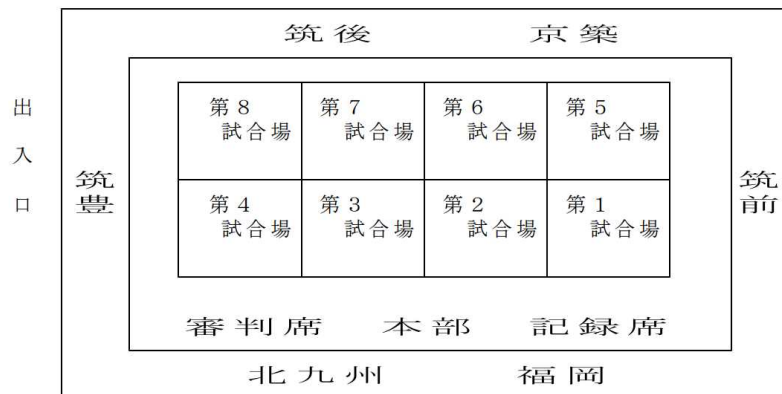 筑後 京築
出入口
第8 第7 第6 第5
試合場 試合場 試合場 試合場
筑豊
筑前
第4 第3 第2 第1
試合場 試合場 試合場 試合場
審判席 本部 記録席
北九州 福岡